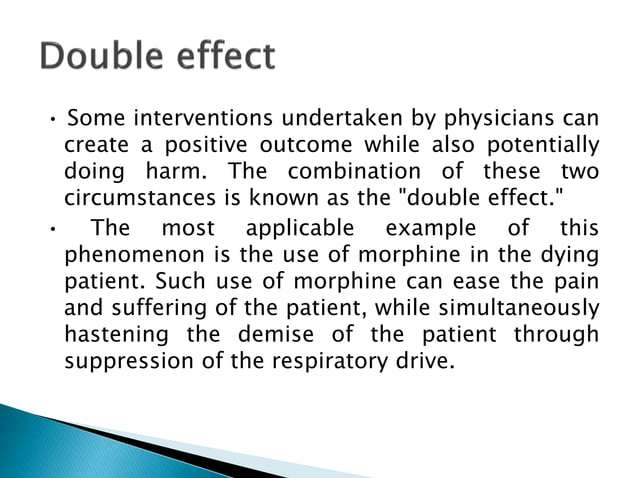 Double effect
• Some interventions undertaken by physicians can
create a positive outcome while also potentially
doing harm. The combination of these two
circumstances is known as the "double effect."
• The most applicable example of this
phenomenon is the use of morphine in the dying
patient. Such use of morphine can ease the pain
and suffering of the patient, while simultaneously
hastening the demise of the patient through
suppression of the respiratory drive.